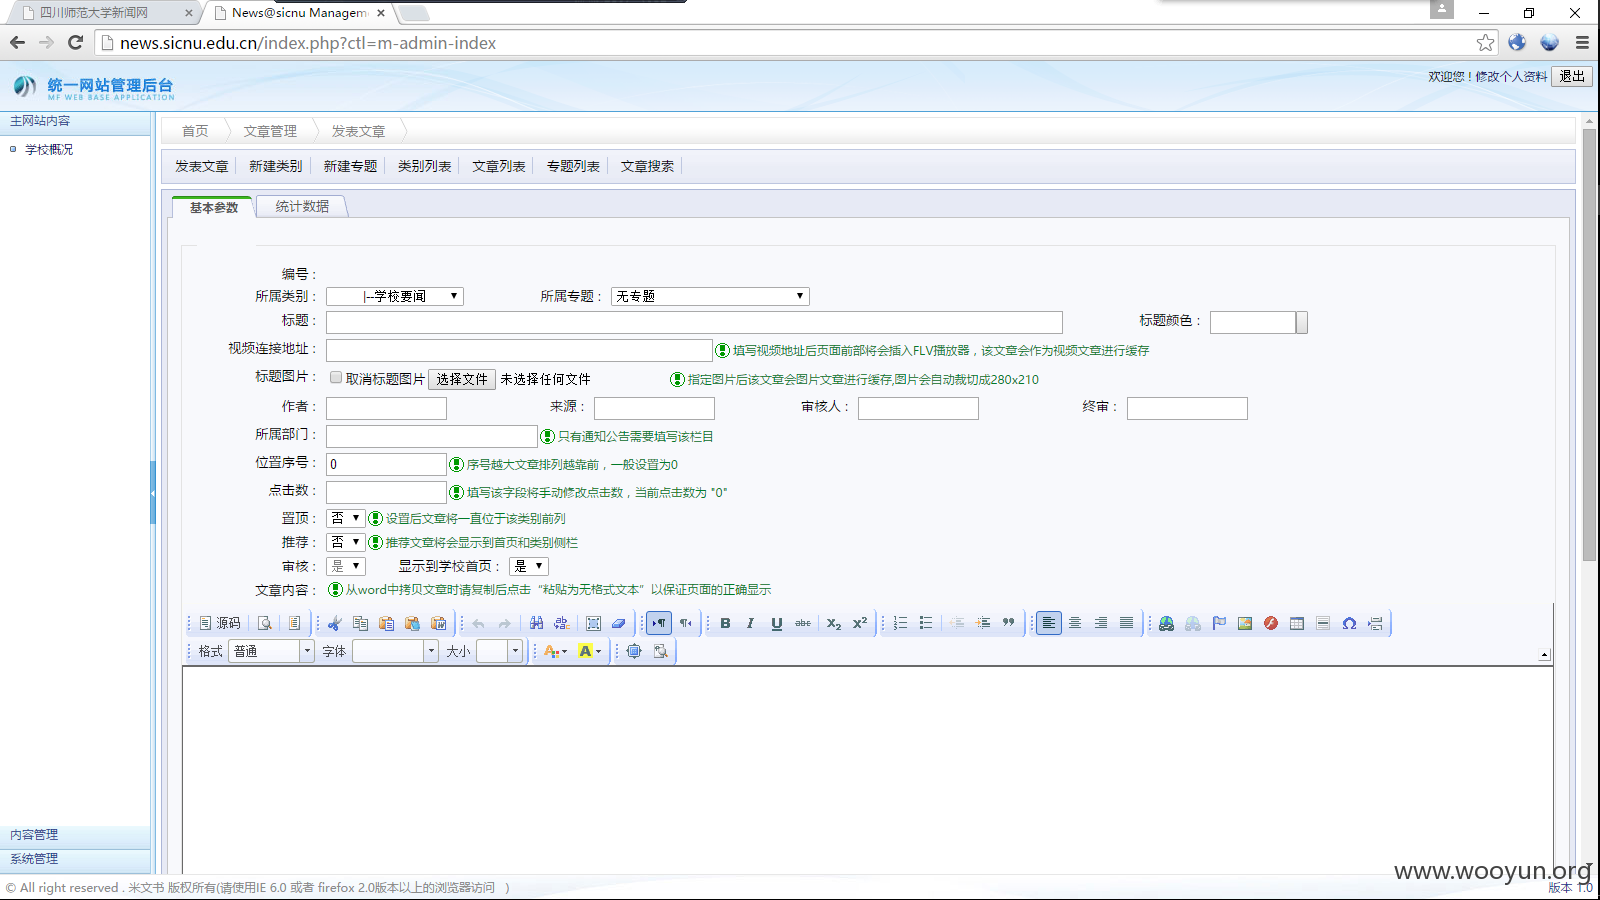 四川师范大学新闻网
News@sicnu Managem
news.sicnu.edu.cn/index.php?ctl=m-admin-index
统一网站管理后台
MF WEB BASE APPLICATION
欢迎您！修改个人资料 退出
主网站内容
学校概况
首页 文章管理 发表文章
发表文章 新建类别 新建专题 类别列表 文章列表 专题列表 文章搜索
基本参数 统计数据
编号：
所属类别： |--学校要闻 所属专题： 无专题
标题： 标题颜色：
视频连接地址： 填写视频地址后页面前部将会插入FLV播放器，该文章会作为视频文章进行缓存
标题图片： 取消标题图片 选择文件 未选择任何文件 指定图片后该文章会图片文章进行缓存,图片会自动裁切成280x210
作者： 来源： 审核人： 终审：
所属部门： 只有通知公告需要填写该栏目
位置序号： 0 序号越大文章排列越靠前，一般设置为0
点击数： 填写该字段将手动修改点击数，当前点击数为 "0"
置顶： 否 设置后文章将一直位于该类别前列
推荐： 否 推荐文章将会显示到首页和类别侧栏
审核： 是 显示到学校首页： 是
文章内容： 从word中拷贝文章时请复制后点击“粘贴为无格式文本”以保证页面的正确显示
源码
格式 普通 字体 大小
内容管理
系统管理
www.wooyun.org
© All right reserved . 米文书 版权所有(请使用IE 6.0 或者 firefox 2.0版本以上的浏览器访问 )
版本 1.0